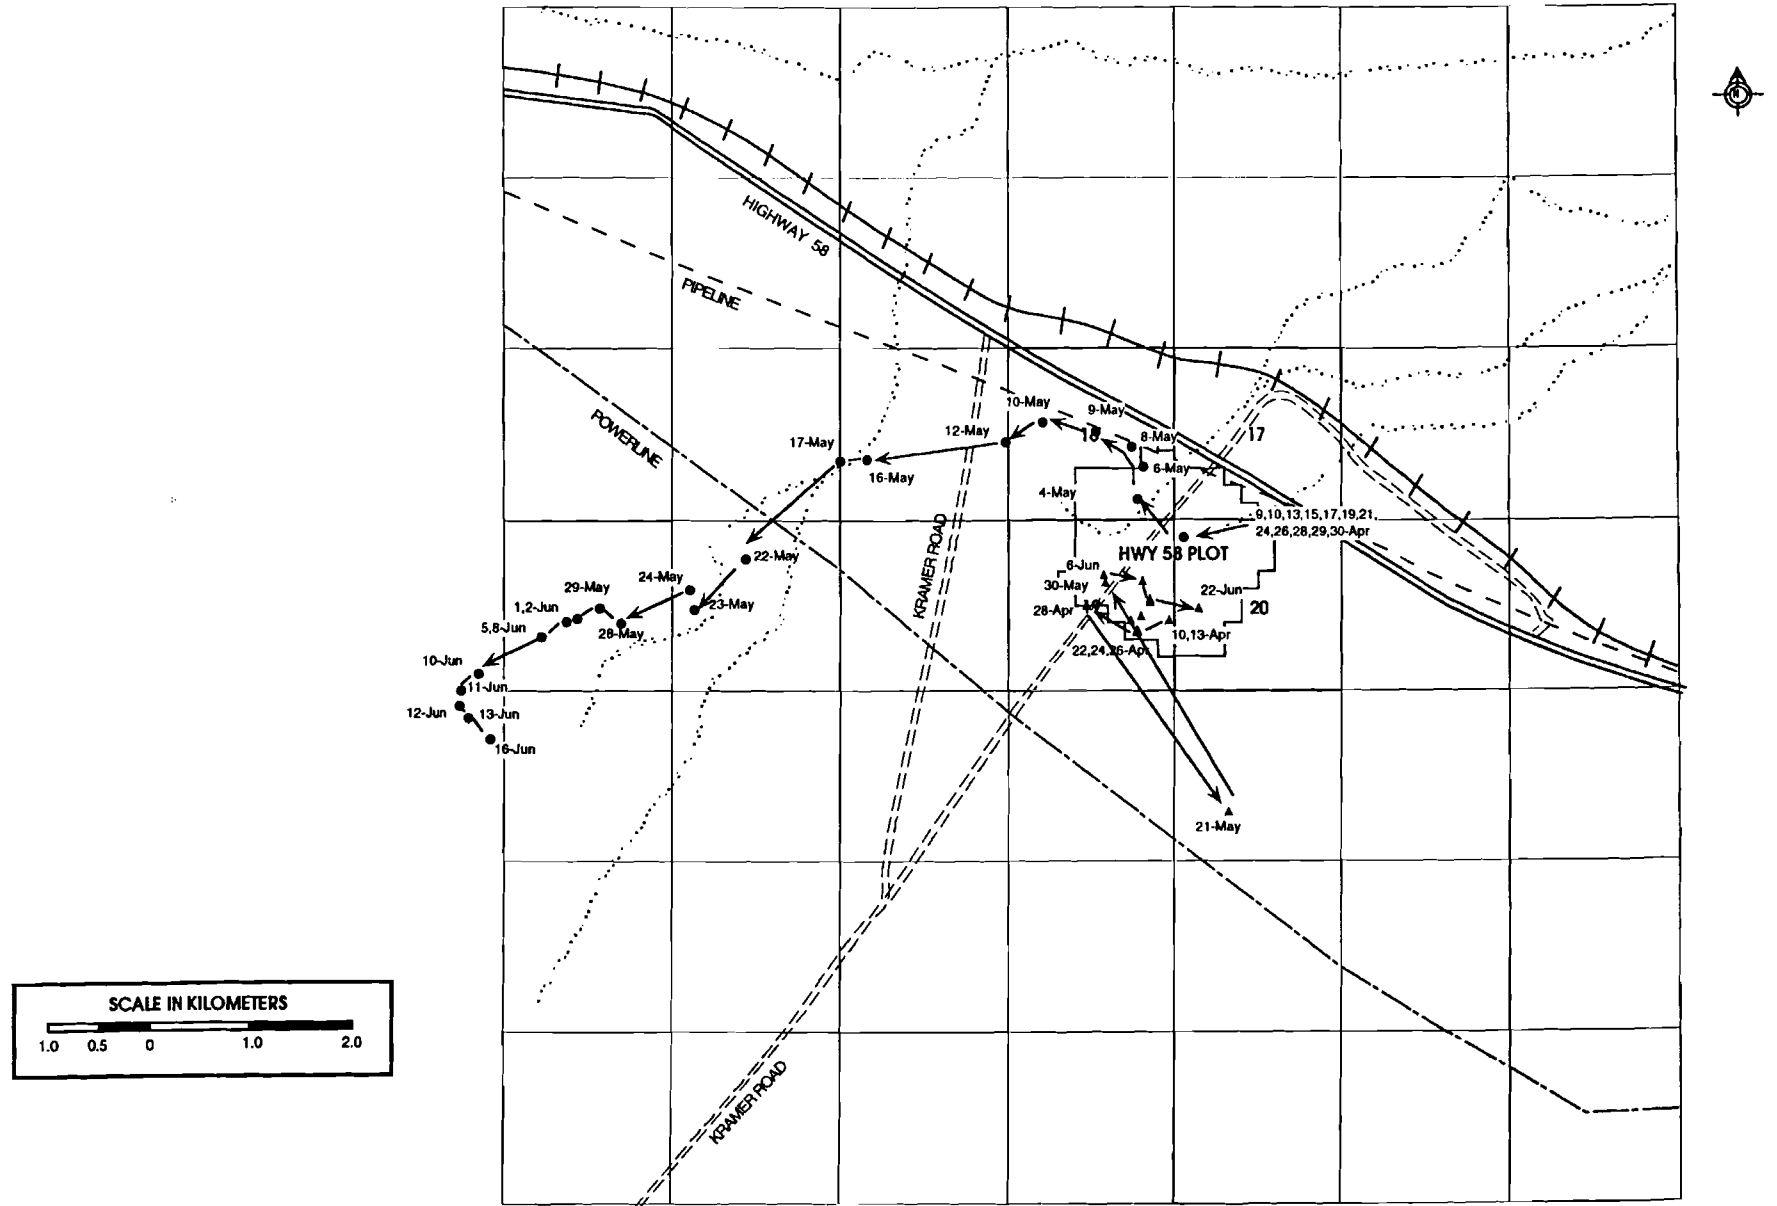 N
HIGHWAY 58
PIPELINE
POWERLINE
10-May
9-May
12-May
18
8-May
17
17-May
16-May
6-May
4-May
9,10,13,15,17,19,21,
24,26,28,29,30-Apr
KRAMER ROAD
HWY 58 PLOT
22-May
6-Jun
24-May
30-May
22-Jun
29-May
23-May
28-Apr
20
1,2-Jun
28-May
10,13-Apr
5,8-Jun
22,24,26-Apr
10-Jun
11-Jun
12-Jun
13-Jun
16-Jun
21-May
SCALE IN KILOMETERS
1.0 0.5 0 1.0 2.0
KRAMER ROAD